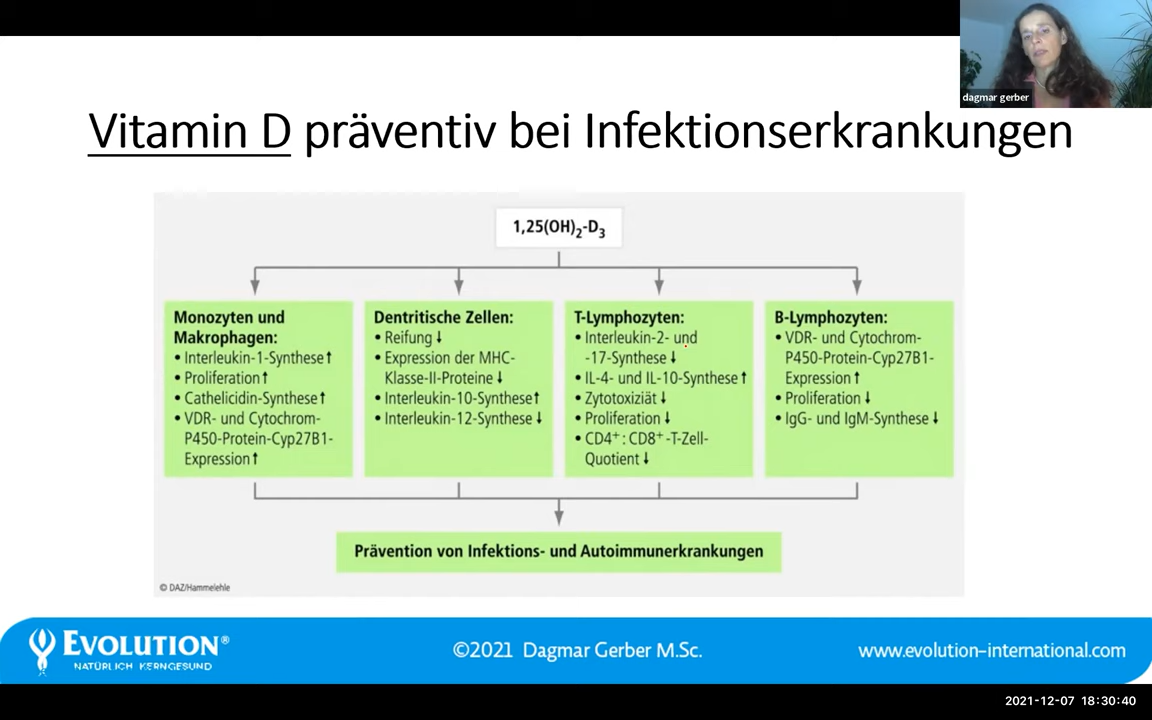 dagmar gerber
Vitamin D präventiv bei Infektionserkrankungen
1,25(OH)₂-D₃
Monozyten und
Makrophagen:
• Interleukin-1-Synthese↑
• Proliferation↑
• Cathelicidin-Synthese↑
• VDR- und Cytochrom-
P450-Protein-Cyp27B1-
Expression↑
Dentritische Zellen:
• Reifung↓
• Expression der MHC-
Klasse-II-Proteine ↓
• Interleukin-10-Synthese↑
• Interleukin-12-Synthese ↓
T-Lymphozyten:
• Interleukin-2- und
-17-Synthese ↓
• IL-4- und IL-10-Synthese↑
• Zytotoxiziät ↓
• Proliferation ↓
• CD4⁺ : CD8⁺ -T-Zell-
Quotient ↓
B-Lymphozyten:
• VDR- und Cytochrom-
P450-Protein-Cyp27B1-
Expression ↑
• Proliferation ↓
• IgG- und IgM-Synthese ↓
Prävention von Infektions- und Autoimmunerkrankungen
© DAZ/Hammelehle
EVOLUTION®
NATÜRLICH KERNGESUND
©2021 Dagmar Gerber M.Sc.
www.evolution-international.com
2021-12-07 18:30:40